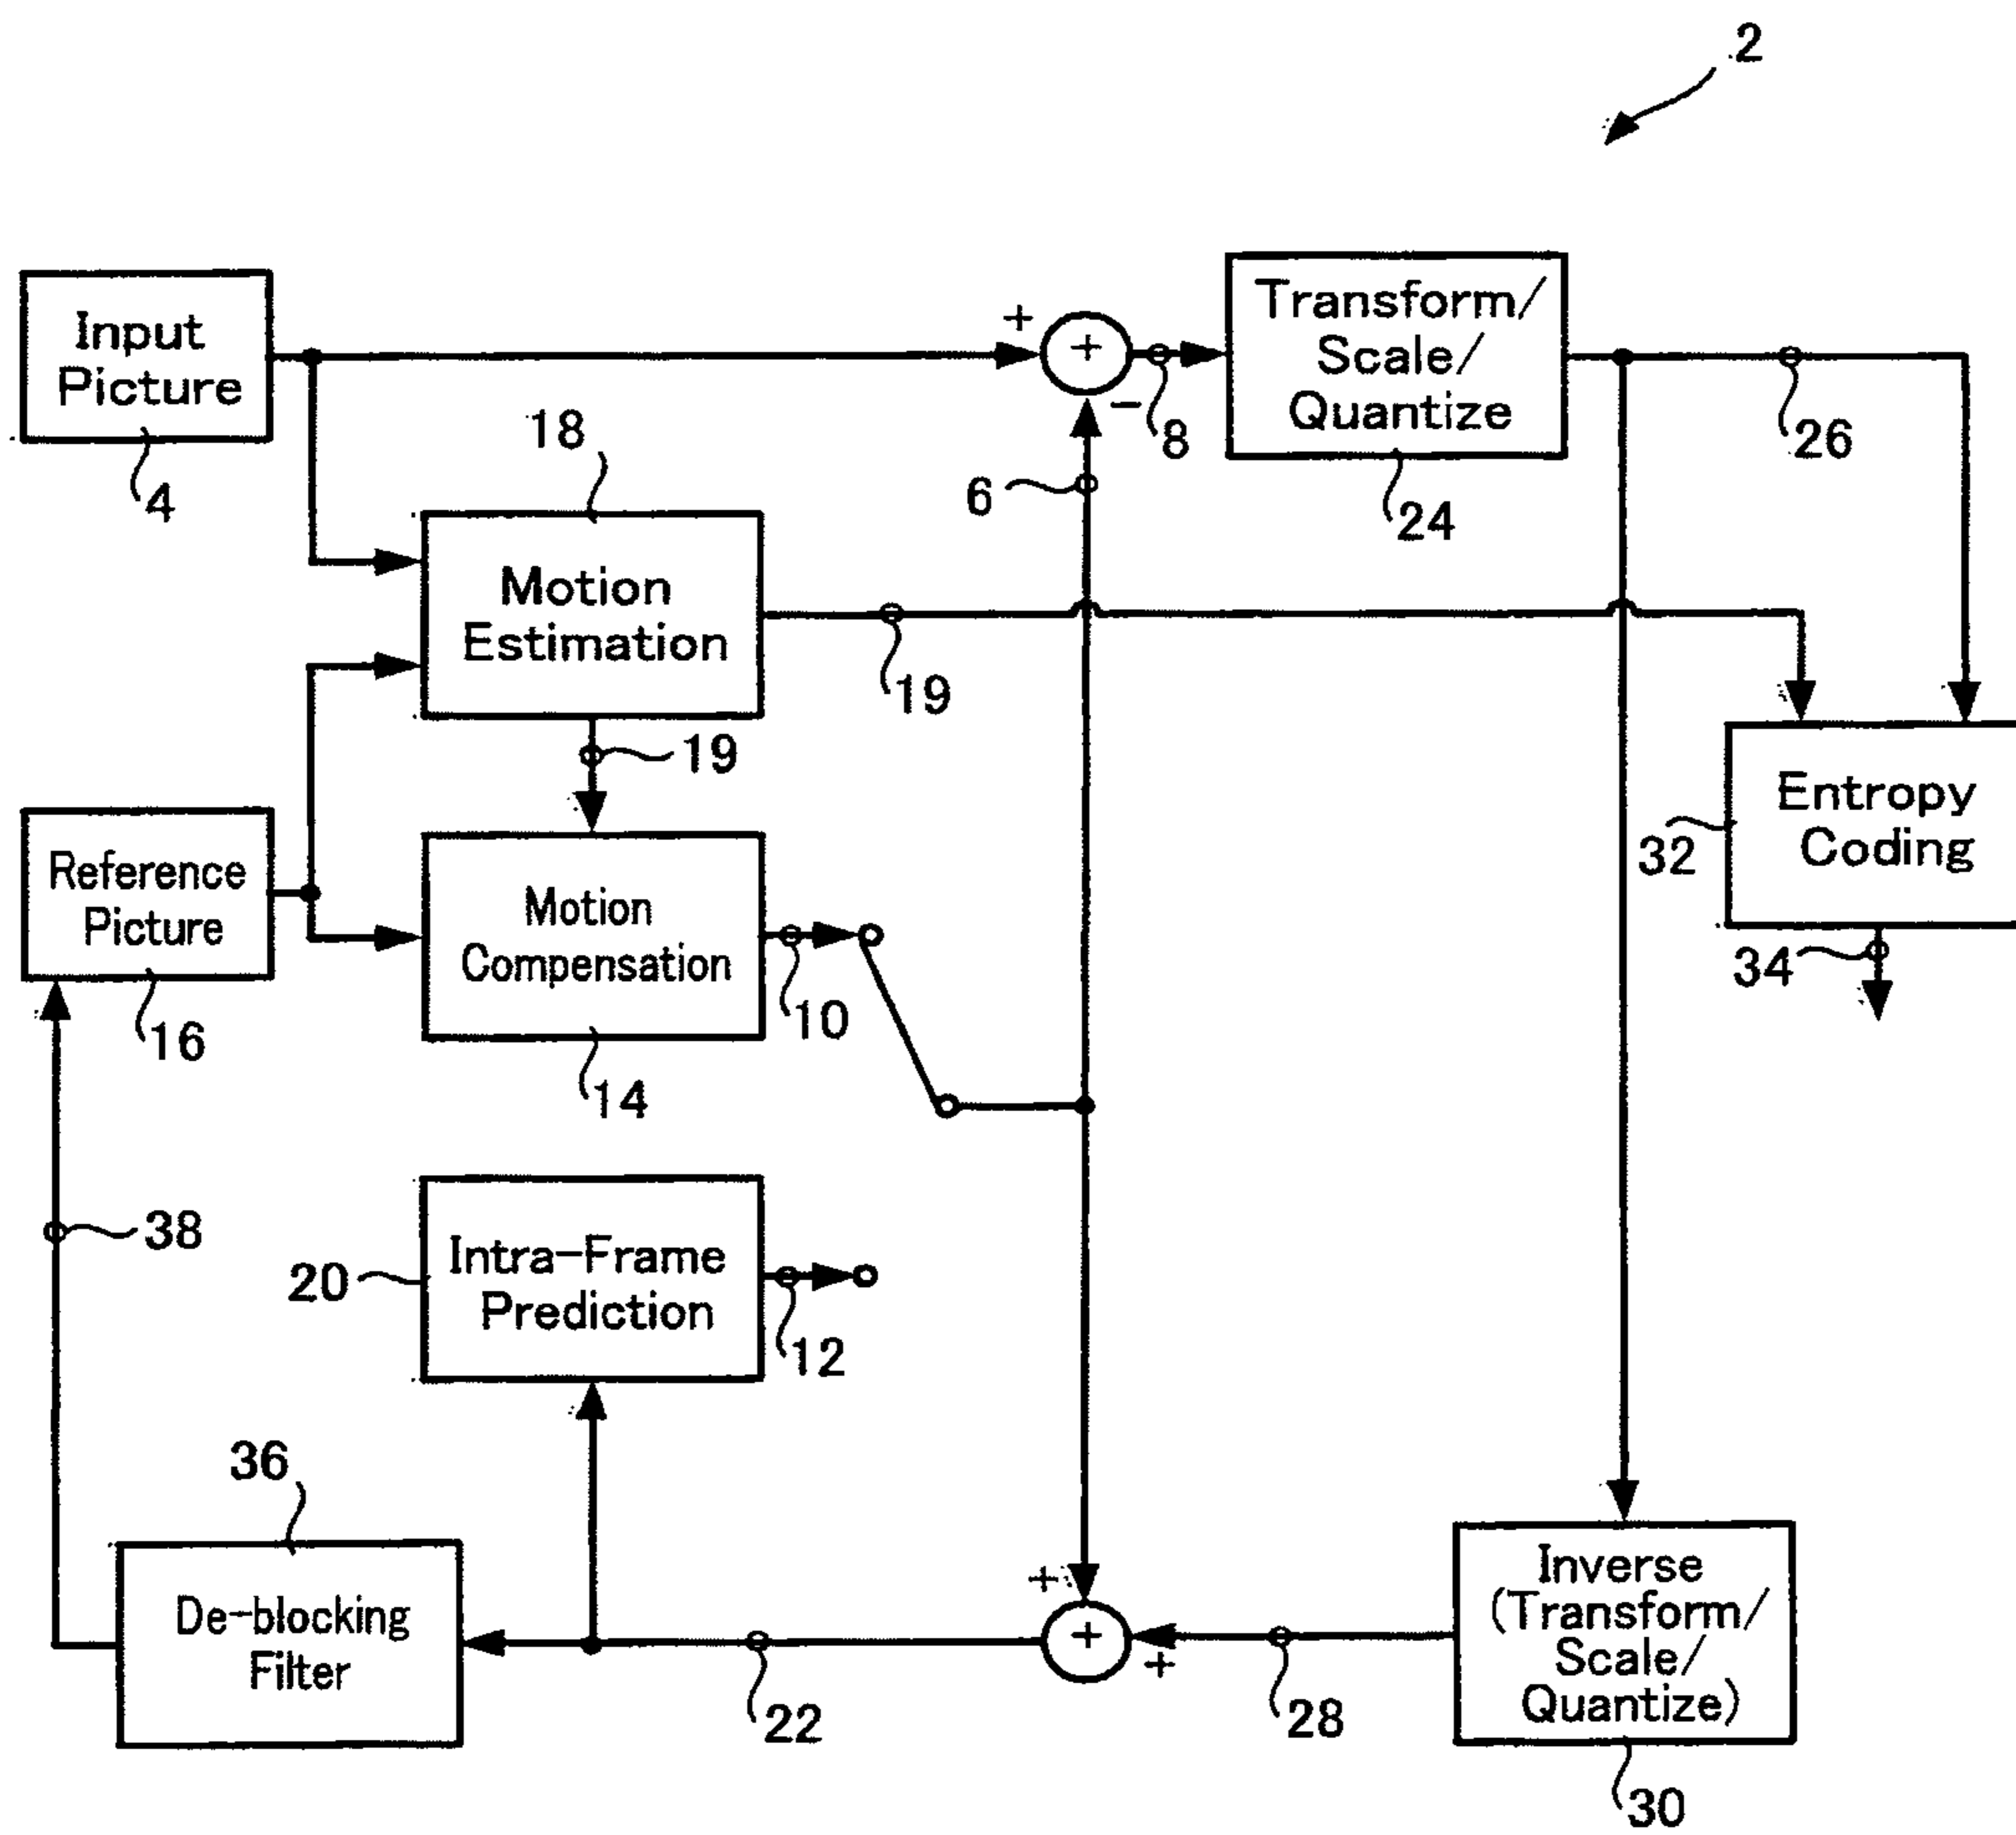 2
Input
Picture
4
+
+
-
8
6
Transform/
Scale/
Quantize
24
26
18
Motion
Estimation
19
19
Reference
Picture
16
Motion
Compensation
14
10
Entropy
Coding
32
34
38
20
Intra-Frame
Prediction
12
36
De-blocking
Filter
22
+
+
+
28
Inverse
(Transform/
Scale/
Quantize)
30